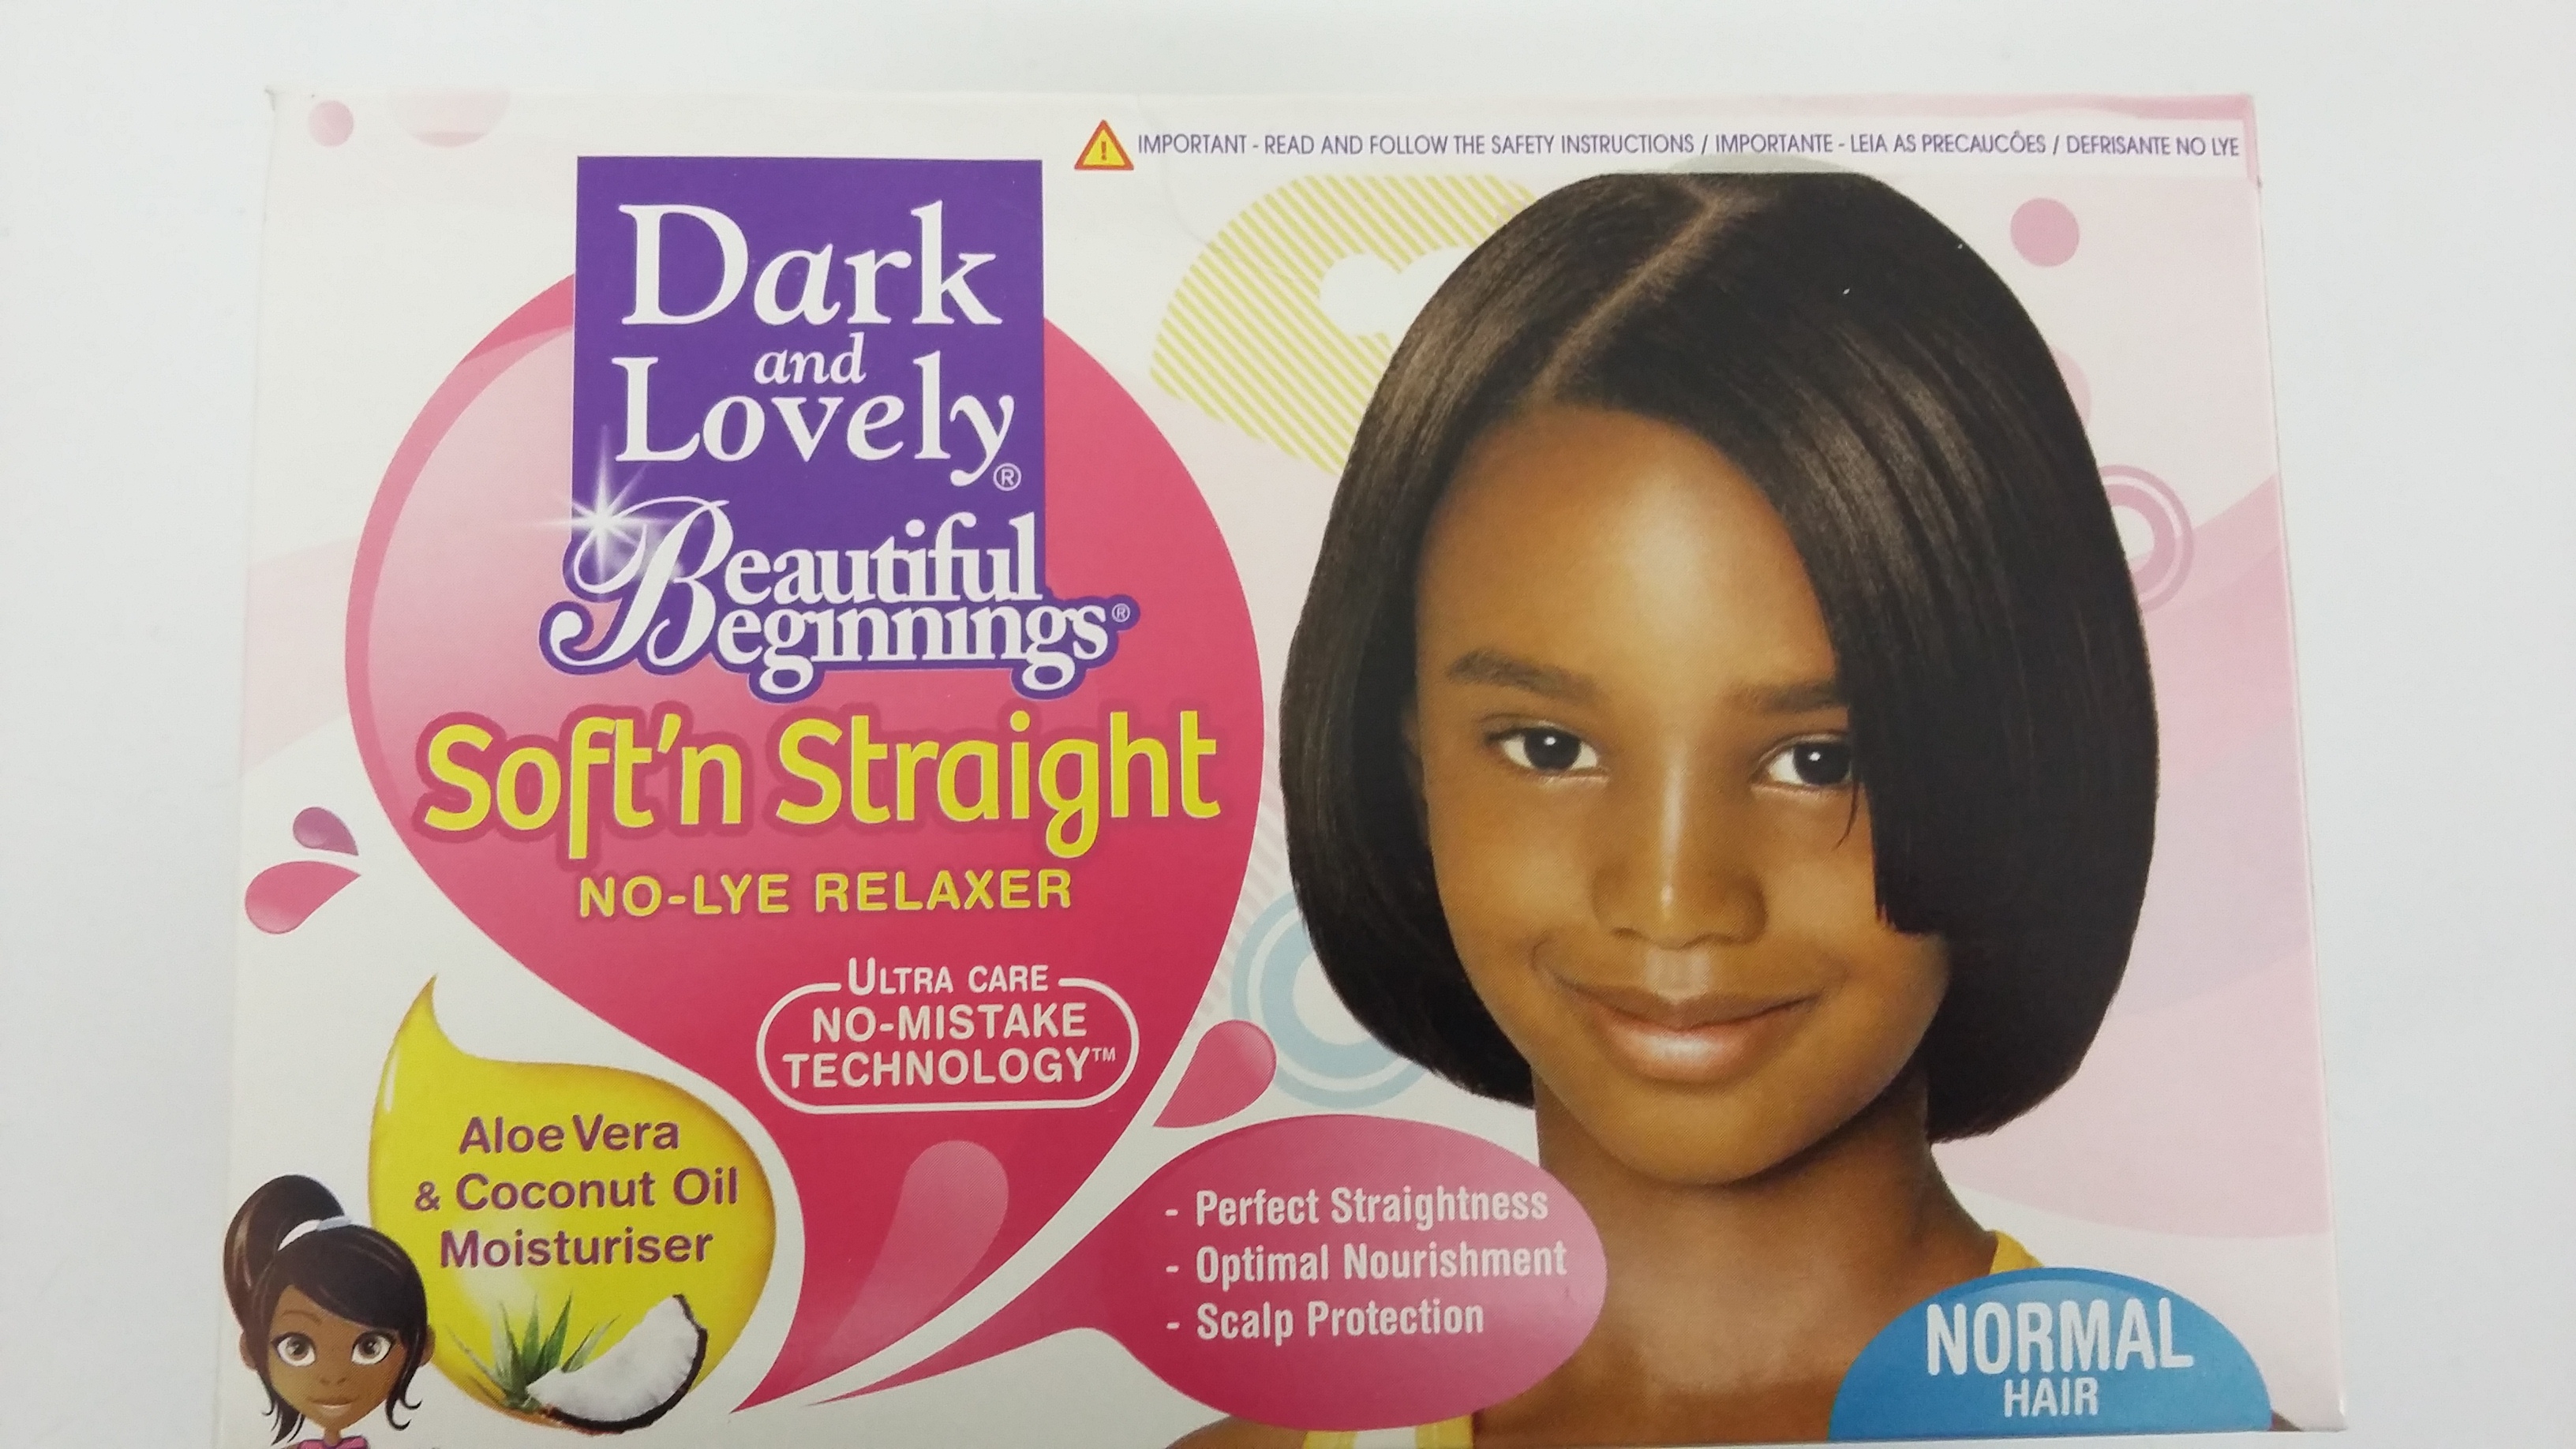 IMPORTANT - READ AND FOLLOW THE SAFETY INSTRUCTIONS / IMPORTANTE - LEIA AS PRECAUCÕES / DEFRISANTE NO LYE
Dark
and
Lovely®
Beautiful
Beginnings®
Soft'n Straight
NO-LYE RELAXER
ULTRA CARE
NO-MISTAKE
TECHNOLOGY™
Aloe Vera
& Coconut Oil
Moisturiser
- Perfect Straightness
- Optimal Nourishment
- Scalp Protection
NORMAL
HAIR